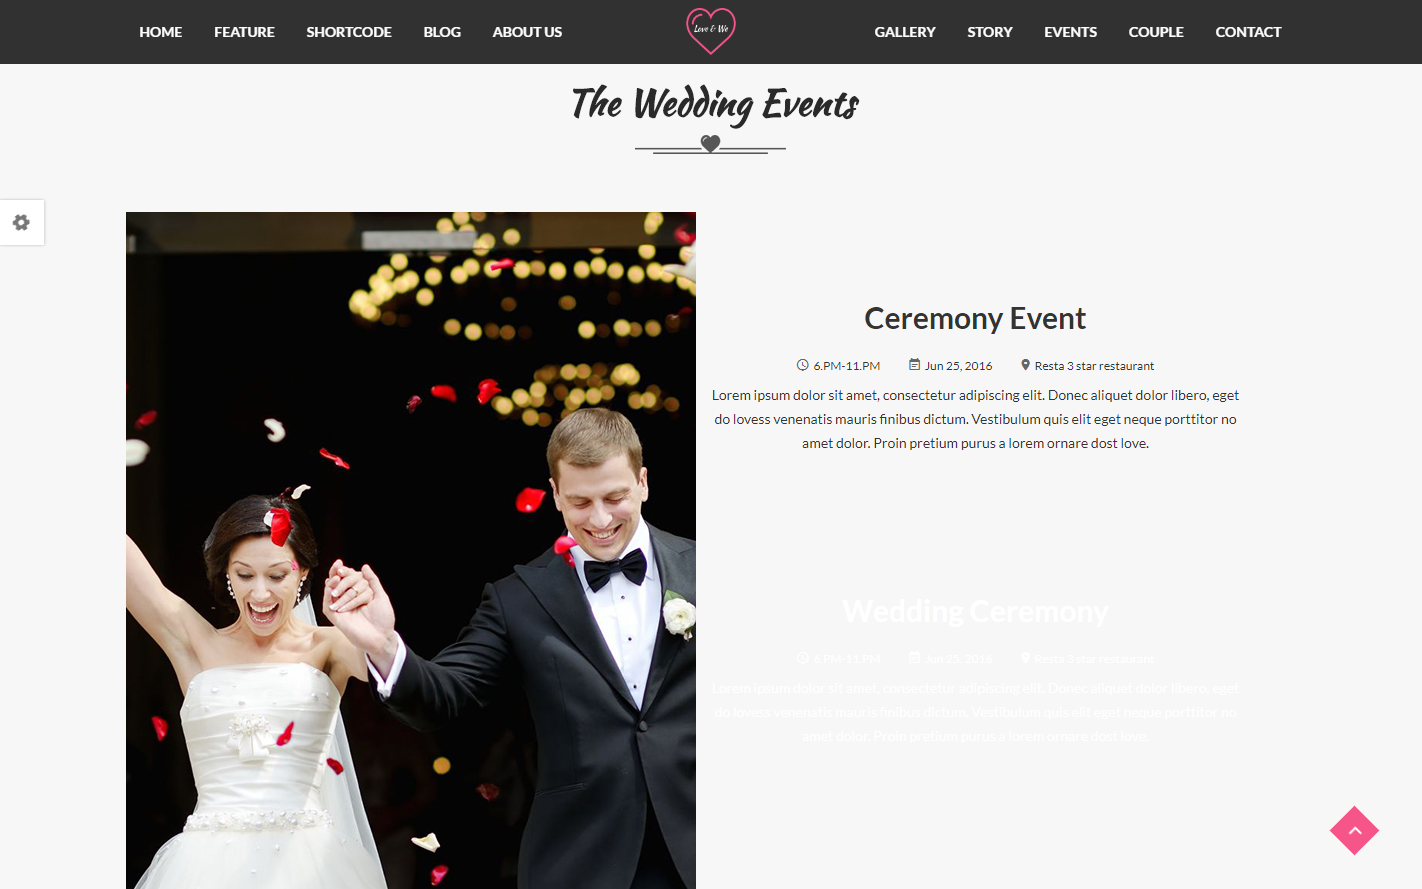 HOME FEATURE SHORTCODE BLOG ABOUT US Love & We GALLERY STORY EVENTS COUPLE CONTACT
The Wedding Events
Ceremony Event
6.PM-11.PM Jun 25, 2016 Resta 3 star restaurant
Lorem ipsum dolor sit amet, consectetur adipiscing elit. Donec aliquet dolor libero, eget
do lovess venenatis mauris finibus dictum. Vestibulum quis elit eget neque porttitor no
amet dolor. Proin pretium purus a lorem ornare dost love.
Wedding Ceremony
6.PM-11.PM Jun 25, 2016 Resta 3 star restaurant
Lorem ipsum dolor sit amet, consectetur adipiscing elit. Donec aliquet dolor libero, eget
do lovess venenatis mauris finibus dictum. Vestibulum quis elit eget neque porttitor no
amet dolor. Proin pretium purus a lorem ornare dost love.